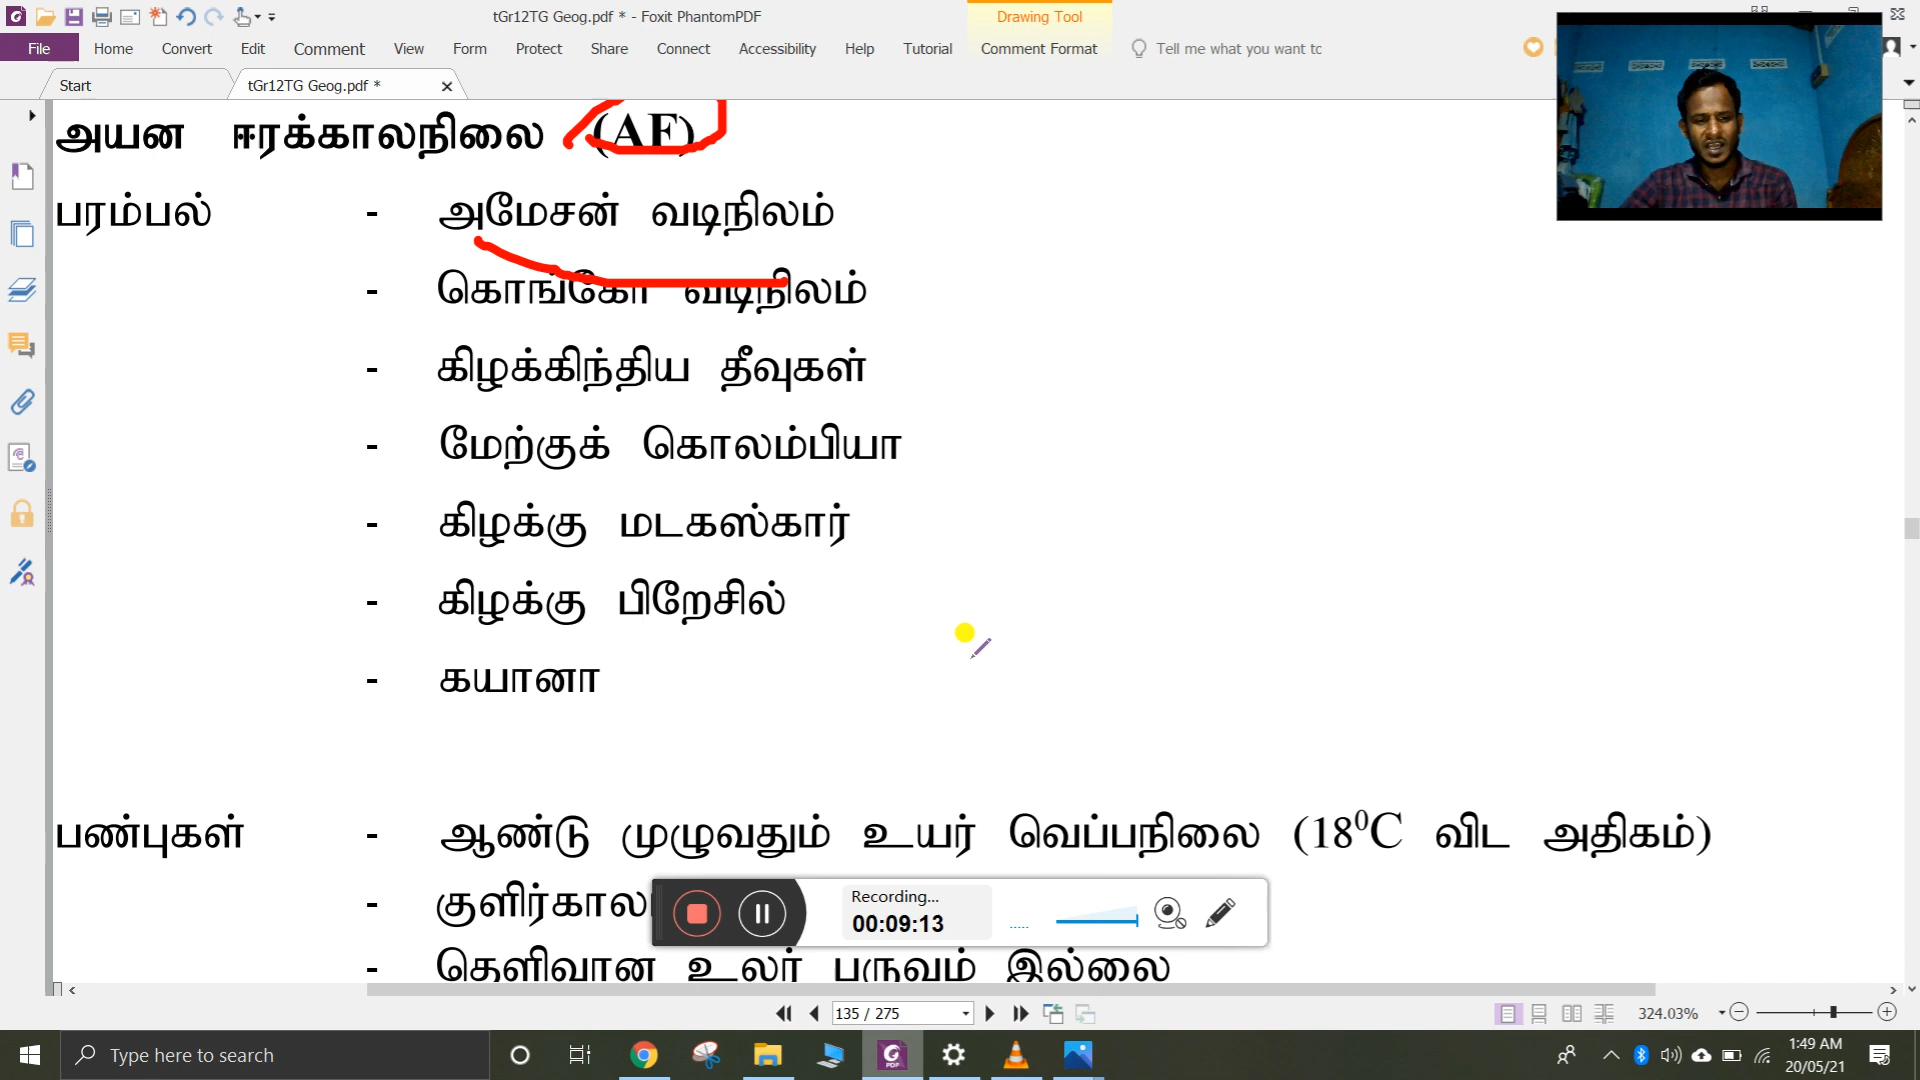 tGr12TG Geog.pdf * - Foxit PhantomPDF
Drawing Tool
File Home Convert Edit Comment View Form Protect Share Connect Accessibility Help Tutorial Comment Format Tell me what you want tc
Start tGr12TG Geog.pdf *
அயன ஈரக்காலநிலை (AF)
பரம்பல் - அமேசன் வடிநிலம்
- கொங்கோ வடிநிலம்
- கிழக்கிந்திய தீவுகள்
- மேற்குக் கொலம்பியா
- கிழக்கு மடகஸ்கார்
- கிழக்கு பிறேசில்
- கயானா
பண்புகள் - ஆண்டு முழுவதும் உயர் வெப்பநிலை (18⁰C விட அதிகம்)
- குளிர்கால
- தெளிவான உலர் பருவம் இல்லை
Recording...
00:09:13
135 / 275
324.03%
Type here to search
1:49 AM
20/05/21